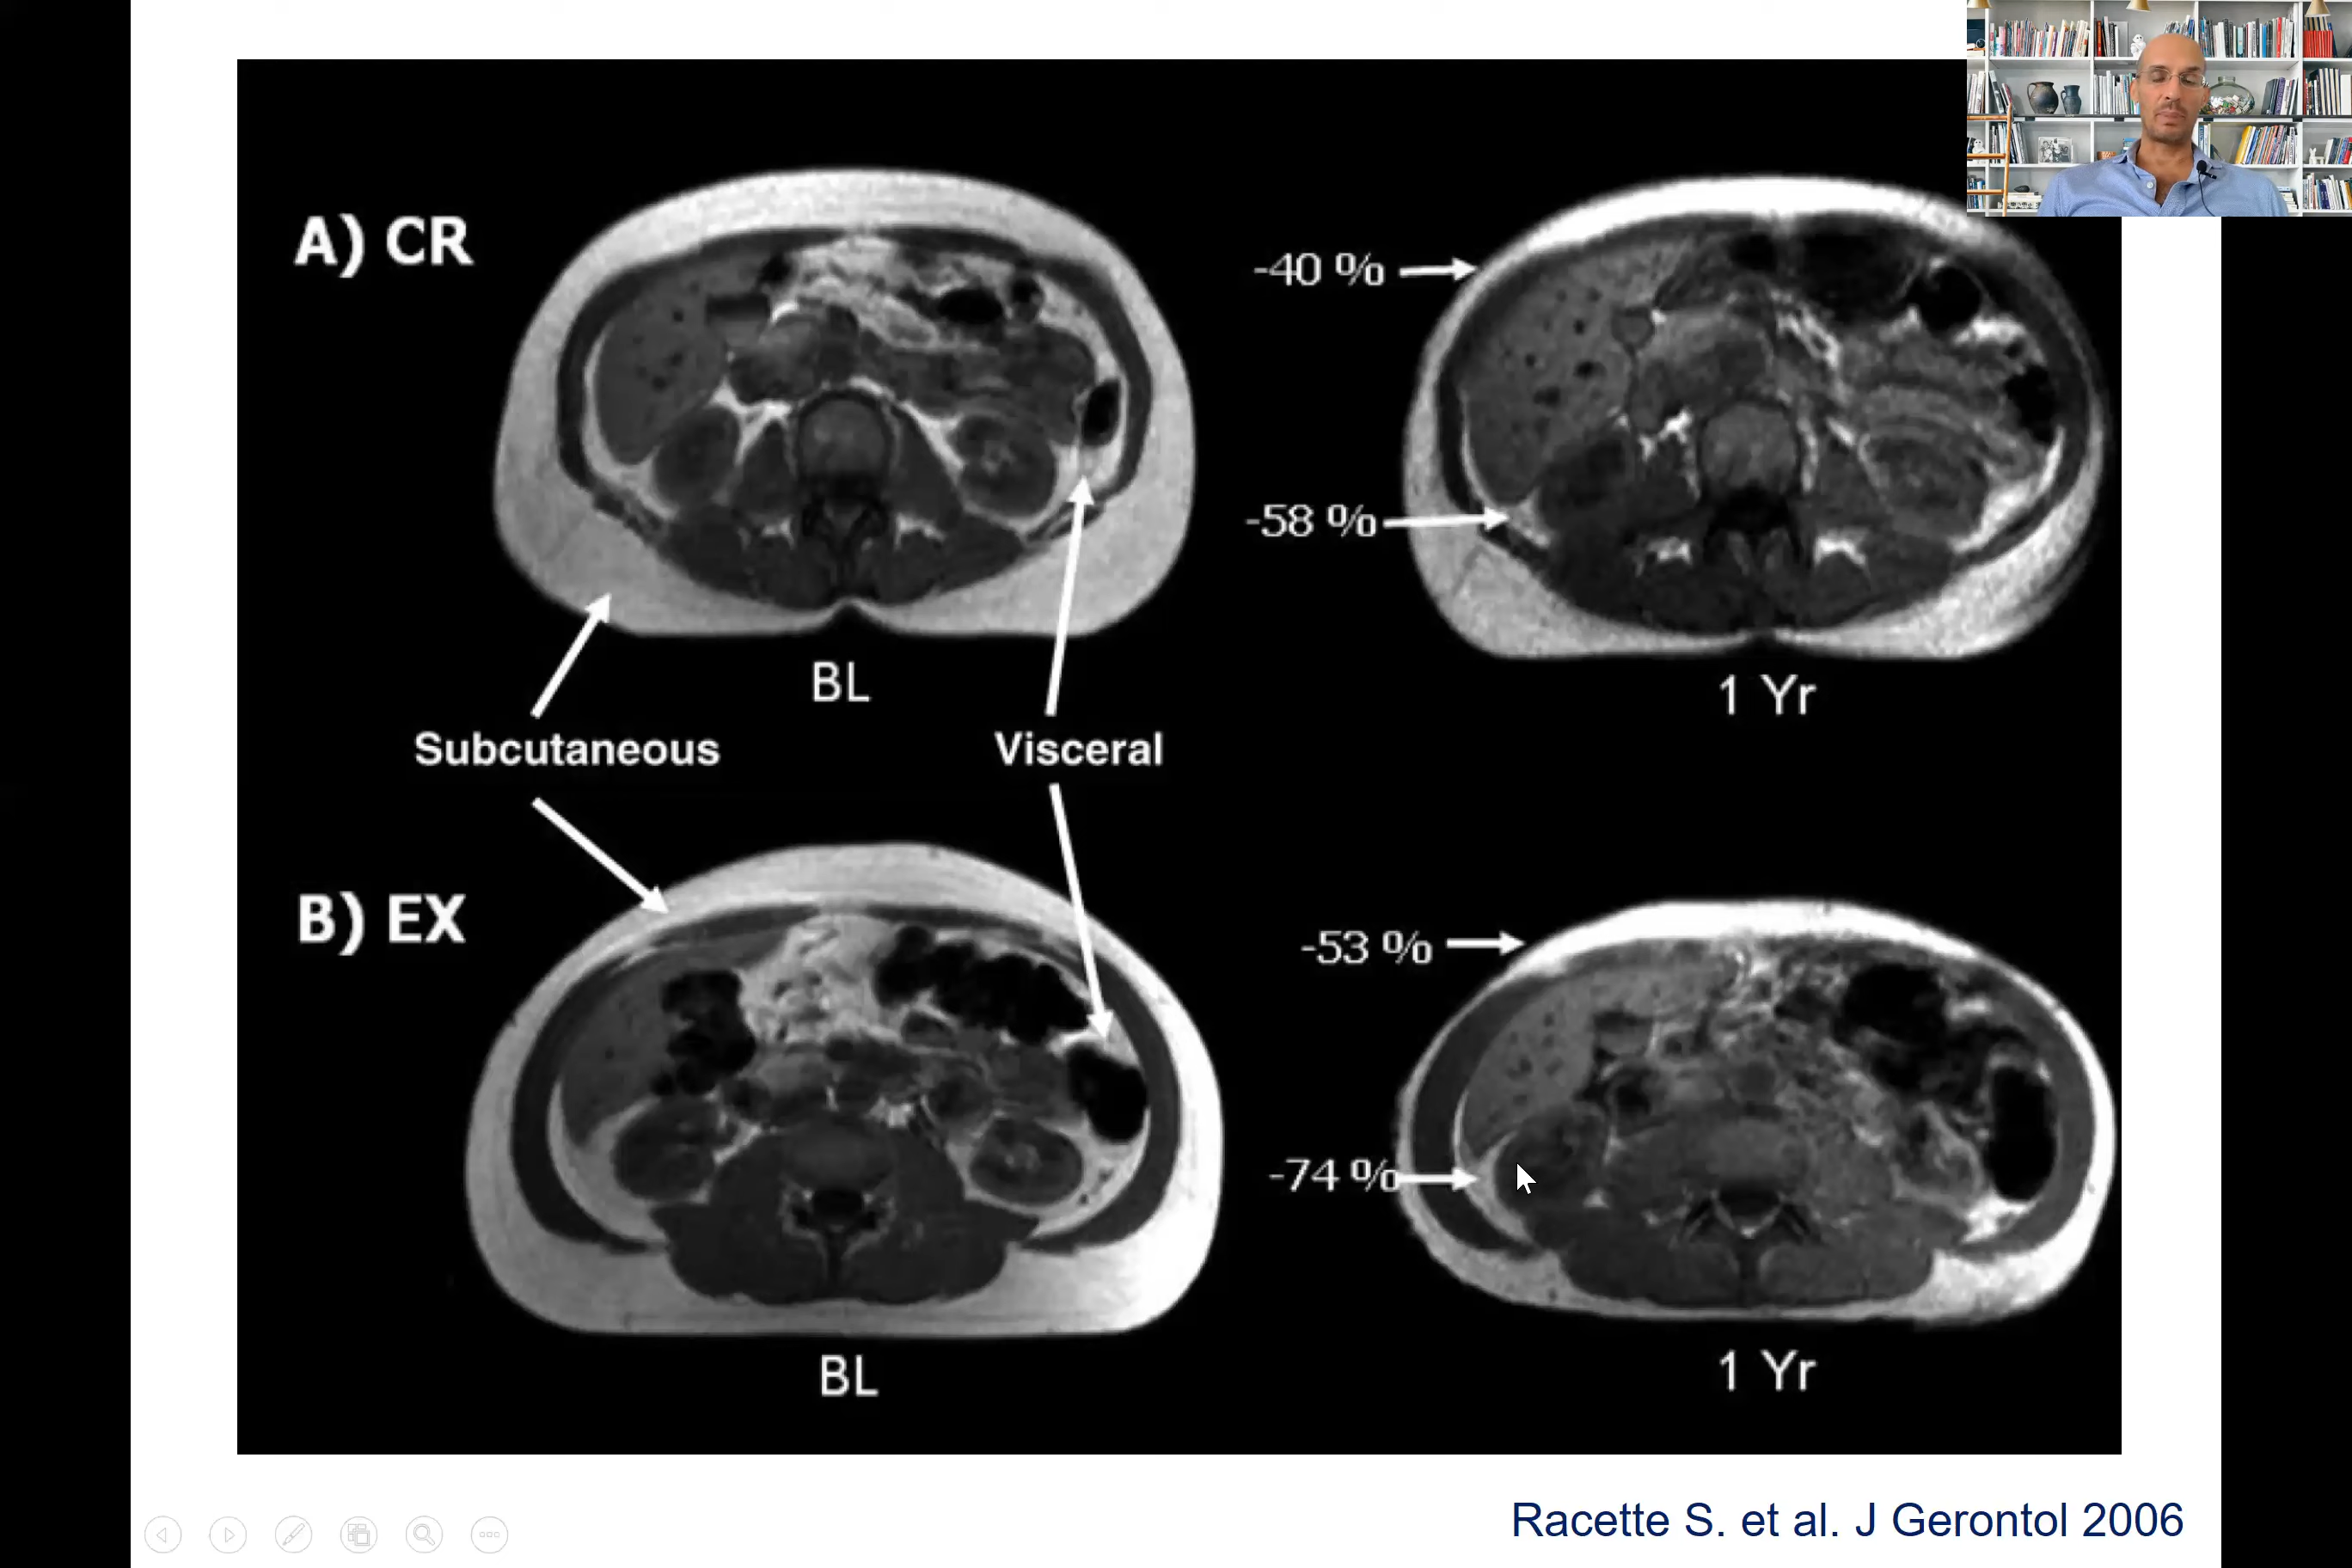 A) CR
-40 %
-58 %
BL
1 Yr
Subcutaneous
Visceral
B) EX
-53 %
-74 %
BL
1 Yr
Racette S. et al. J Gerontol 2006